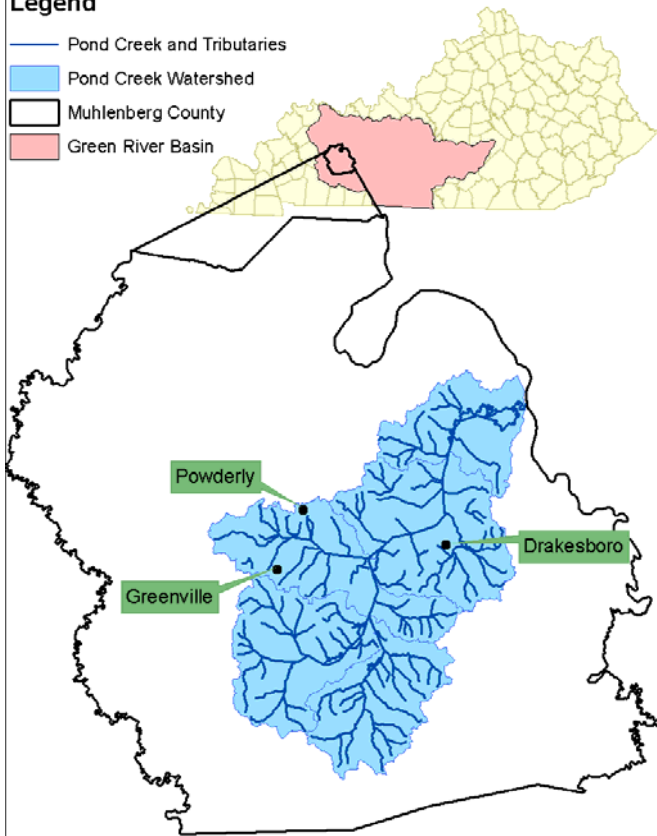 Legend
Pond Creek and Tributaries
Pond Creek Watershed
Muhlenberg County
Green River Basin
Powderly
Drakesboro
Greenville